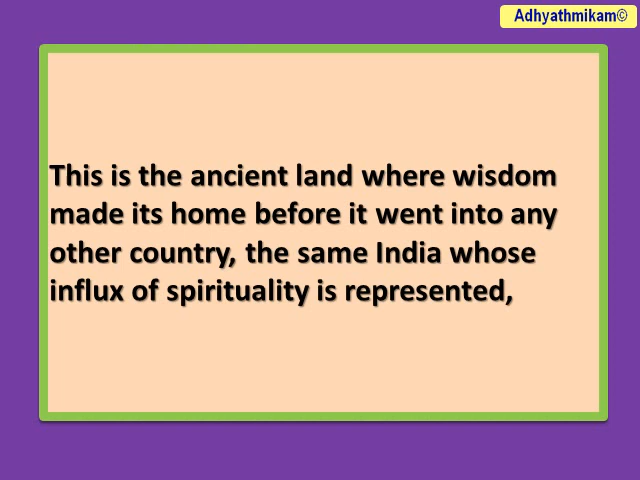 Adhyathmikam©
This is the ancient land where wisdom
made its home before it went into any
other country, the same India whose
influx of spirituality is represented,